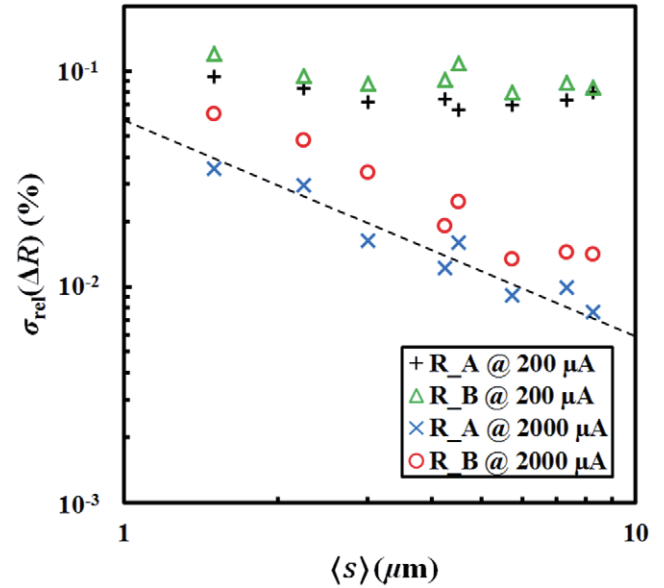 σrel(ΔR) (%)
10⁻¹
10⁻²
10⁻³
R_A @ 200 μA
R_B @ 200 μA
R_A @ 2000 μA
R_B @ 2000 μA
1
10
⟨s⟩ (μm)